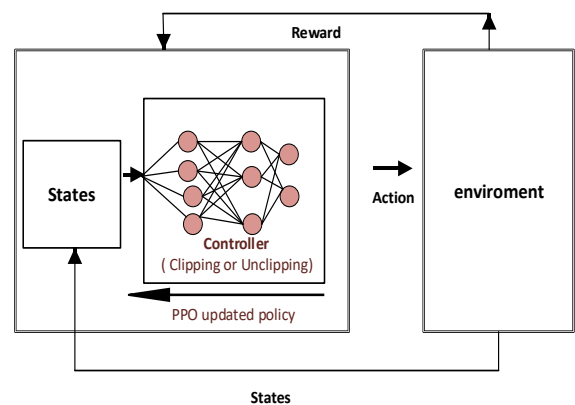 Reward
States
Controller
( Clipping or Unclipping)
PPO updated policy
Action
enviroment
States